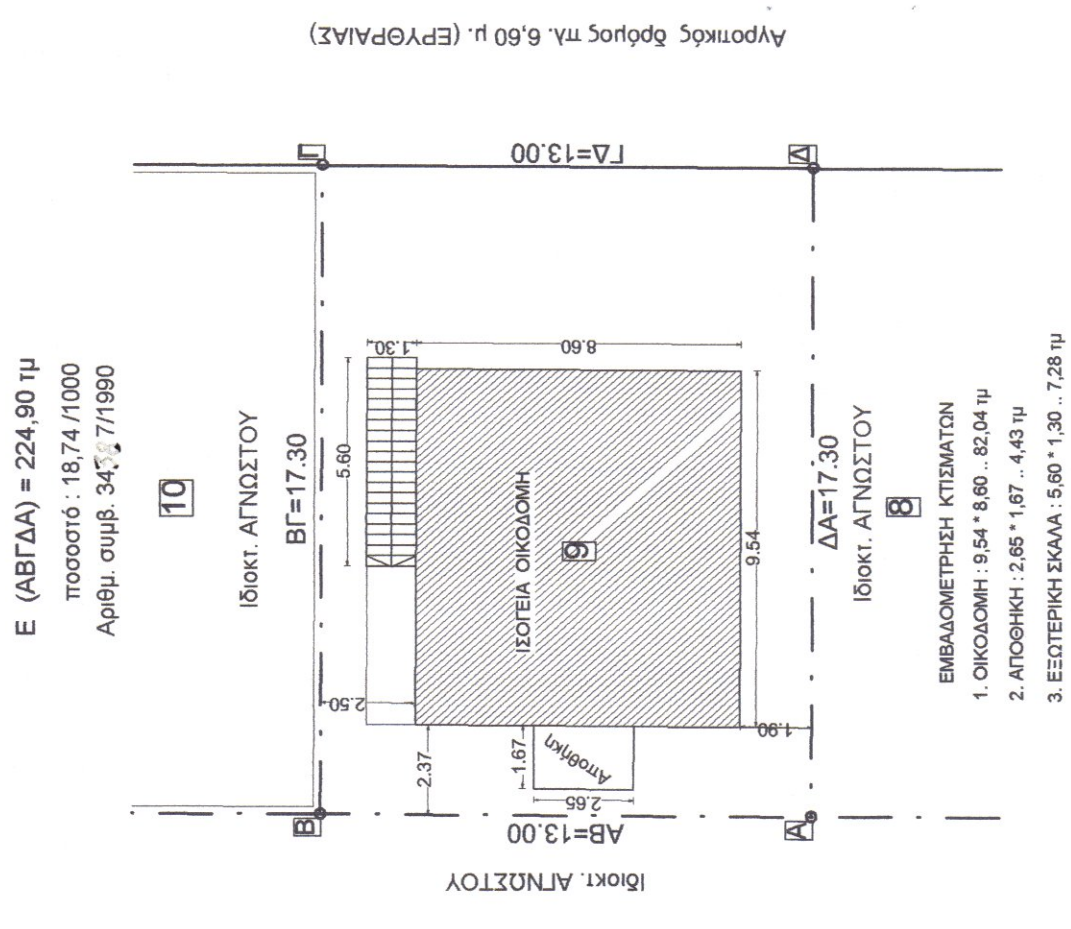 Ε (ΑΒΓΔΑ) = 224,90 τμ
ποσοστό : 18,74 /1000
Αριθμ. συμβ. 7/1990
10
Ιδιοκτ. ΑΓΝΩΣΤΟΥ
ΒΓ=17.30
Β
Γ
5.60
1.30
2.50
ΙΣΟΓΕΙΑ ΟΙΚΟΔΟΜΗ
9
8.60
9.54
2.37
1.67
Αποθήκη
2.65
1.90
ΑΒ=13.00
Ιδιοκτ. ΑΓΝΩΣΤΟΥ
ΓΔ=13.00
Αγροτικός δρόμος πλ. 6,60 μ. (ΕΡΥΘΡΑΙΑΣ)
Α
Δ
ΔΑ=17.30
Ιδιοκτ. ΑΓΝΩΣΤΟΥ
8
ΕΜΒΑΔΟΜΕΤΡΗΣΗ ΚΤΙΣΜΑΤΩΝ
1. ΟΙΚΟΔΟΜΗ : 9,54 * 8,60 .. 82,04 τμ
2. ΑΠΟΘΗΚΗ : 2,65 * 1,67 .. 4,43 τμ
3. ΕΞΩΤΕΡΙΚΗ ΣΚΑΛΑ : 5,60 * 1,30 .. 7,28 τμ